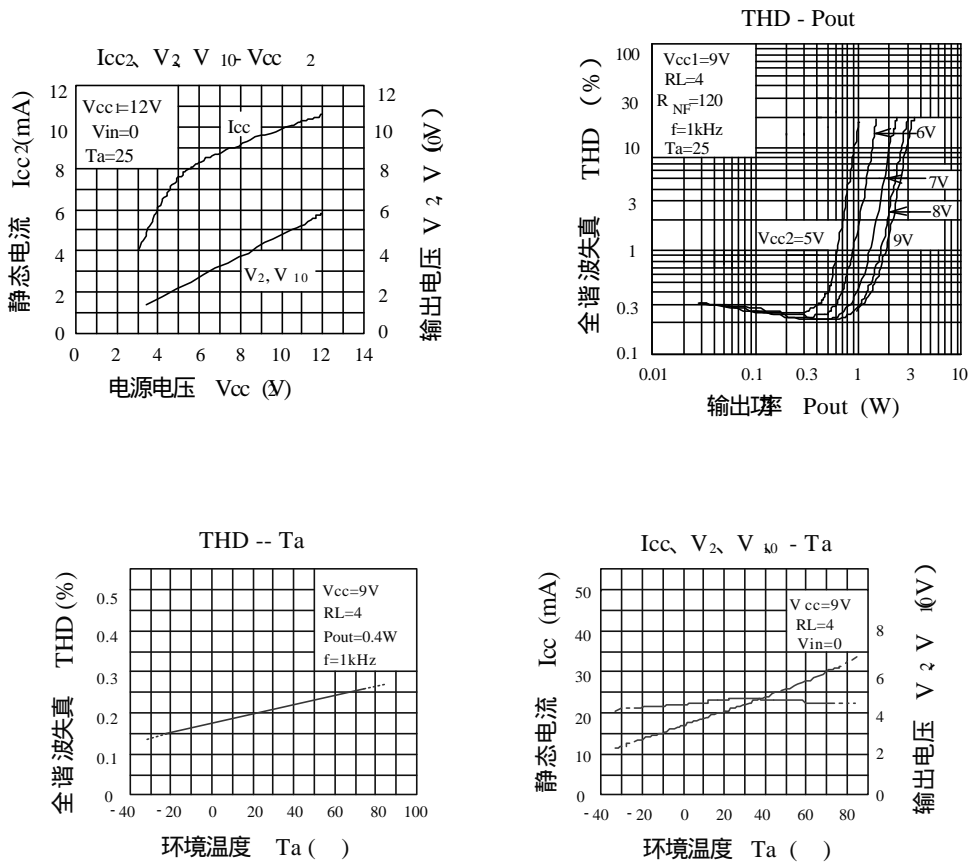 Icc2、V2、V10-Vcc 2
静态电流 Icc2(mA)
12
10
8
6
4
2
0
Vcc1=12V
Vin=0
Ta=25
Icc
V2, V10
12
10
8
6
4
2
0
输出电压 V2, V10(V)
0 2 4 6 8 10 12 14
电源电压 Vcc2(V)
THD - Pout
全谐波失真 THD (%)
100
30
10
3
1
0.3
0.1
Vcc1=9V
RL=4
RNF=120
f=1kHz
Ta=25
6V
7V
8V
9V
Vcc2=5V
0.01 0.1 0.3 1 3 10
输出功率 Pout (W)
THD -- Ta
全谐波失真 THD (%)
0.5
0.4
0.3
0.2
0.1
0
Vcc=9V
RL=4
Pout=0.4W
f=1kHz
-40 -20 0 20 40 60 80 100
环境温度 Ta ( )
Icc、V2、V10 - Ta
静态电流 Icc (mA)
50
40
30
20
10
0
V cc=9V
RL=4
Vin=0
8
6
4
2
0
输出电压 V2, V10(V)
-40 -20 0 20 40 60 80
环境温度 Ta ( )